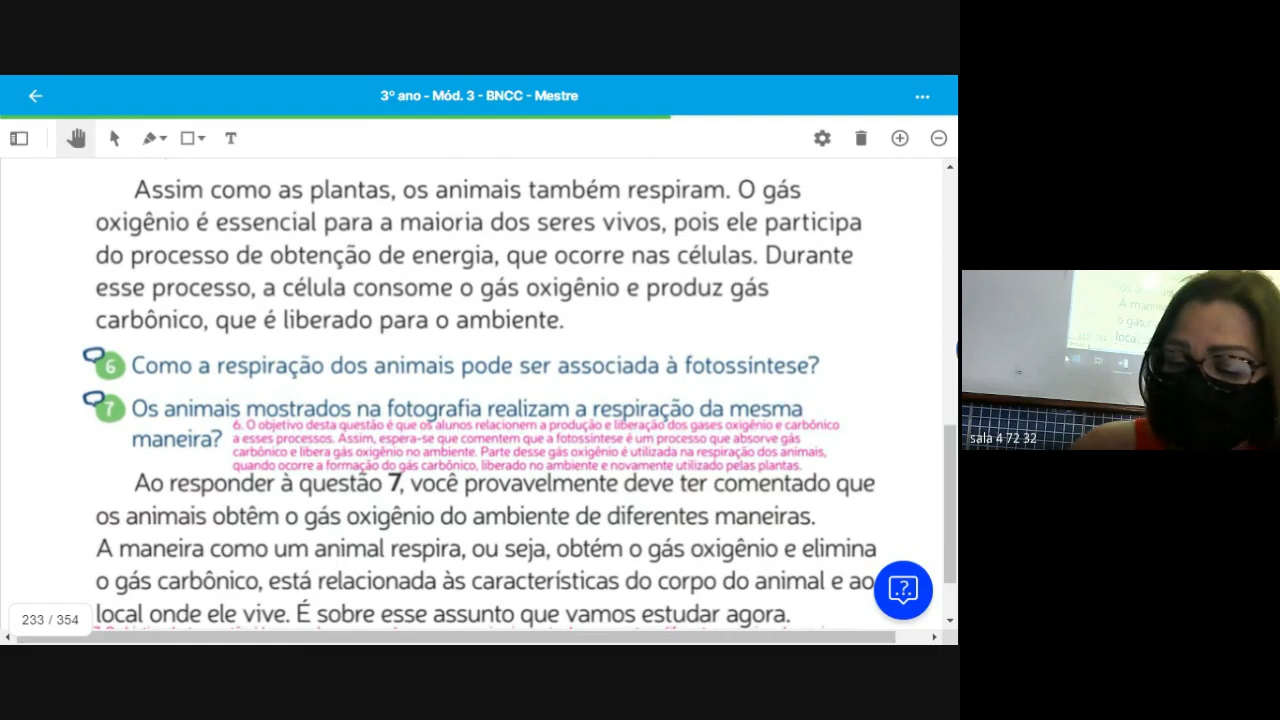 3º ano - Mód. 3 - BNCC - Mestre
T
Assim como as plantas, os animais também respiram. O gás
oxigênio é essencial para a maioria dos seres vivos, pois ele participa
do processo de obtenção de energia, que ocorre nas células. Durante
esse processo, a célula consome o gás oxigênio e produz gás
carbônico, que é liberado para o ambiente.
6 Como a respiração dos animais pode ser associada à fotossíntese?
7 Os animais mostrados na fotografia realizam a respiração da mesma
maneira?
6. O objetivo desta questão é que os alunos relacionem a produção e liberação dos gases oxigênio e carbônico
a esses processos. Assim, espera-se que comentem que a fotossíntese é um processo que absorve gás
carbônico e libera gás oxigênio no ambiente. Parte desse gás oxigênio é utilizada na respiração dos animais,
quando ocorre a formação do gás carbônico, liberado no ambiente e novamente utilizado pelas plantas.
Ao responder à questão 7, você provavelmente deve ter comentado que
os animais obtêm o gás oxigênio do ambiente de diferentes maneiras.
A maneira como um animal respira, ou seja, obtém o gás oxigênio e elimina
o gás carbônico, está relacionada às características do corpo do animal e ao
local onde ele vive. É sobre esse assunto que vamos estudar agora.
233 / 354
sala 4 72 32